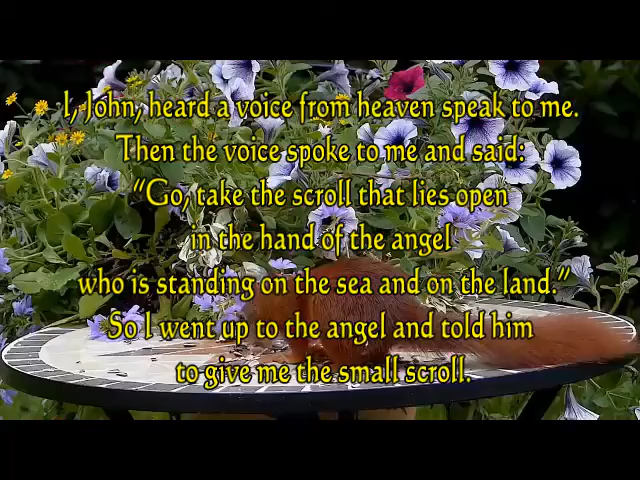 I, John, heard a voice from heaven speak to me.
Then the voice spoke to me and said:
“Go, take the scroll that lies open
in the hand of the angel
who is standing on the sea and on the land.”
So I went up to the angel and told him
to give me the small scroll.